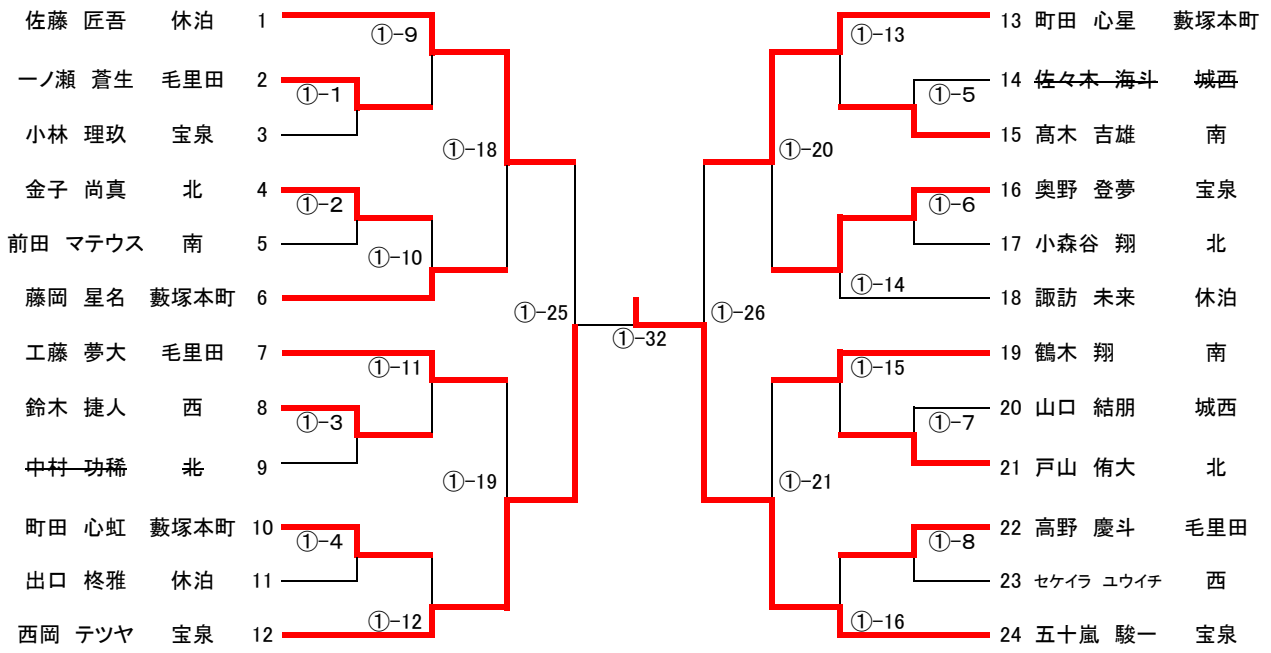 佐藤 匠吾 休泊 1
①-9
一ノ瀬 蒼生 毛里田 2
①-1
小林 理玖 宝泉 3
①-18
金子 尚真 北 4
①-2
前田 マテウス 南 5
①-10
藤岡 星名 藪塚本町 6
①-25
工藤 夢大 毛里田 7
①-11
鈴木 捷人 西 8
①-3
中村 功稀 北 9
①-19
町田 心虹 藪塚本町 10
①-4
出口 柊雅 休泊 11
①-12
西岡 テツヤ 宝泉 12
①-32
13 町田 心星 藪塚本町
①-13
14 佐々木 海斗 城西
①-5
15 髙木 吉雄 南
①-20
16 奥野 登夢 宝泉
①-6
17 小森谷 翔 北
①-14
18 諏訪 未来 休泊
①-26
19 鶴木 翔 南
①-15
20 山口 結朋 城西
①-7
21 戸山 侑大 北
①-21
22 高野 慶斗 毛里田
①-8
23 セケイラ ユウイチ 西
①-16
24 五十嵐 駿一 宝泉